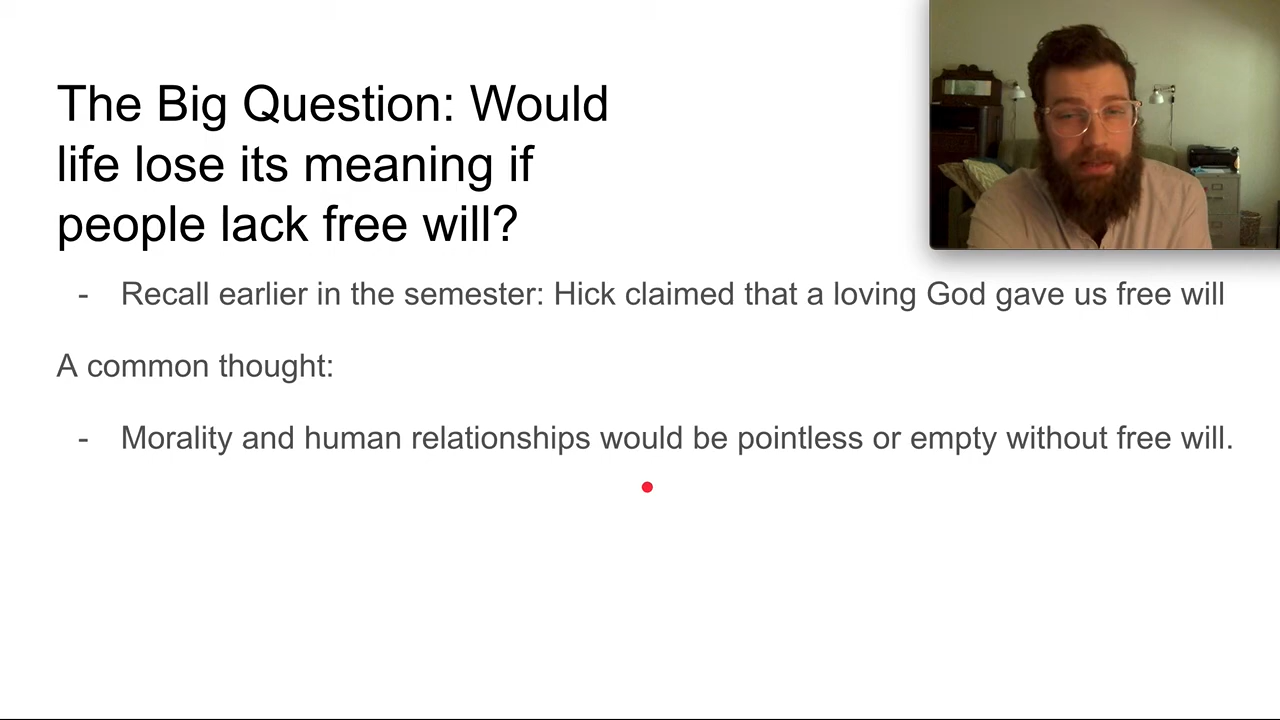 The Big Question: Would
life lose its meaning if
people lack free will?
- Recall earlier in the semester: Hick claimed that a loving God gave us free will
A common thought:
- Morality and human relationships would be pointless or empty without free will.